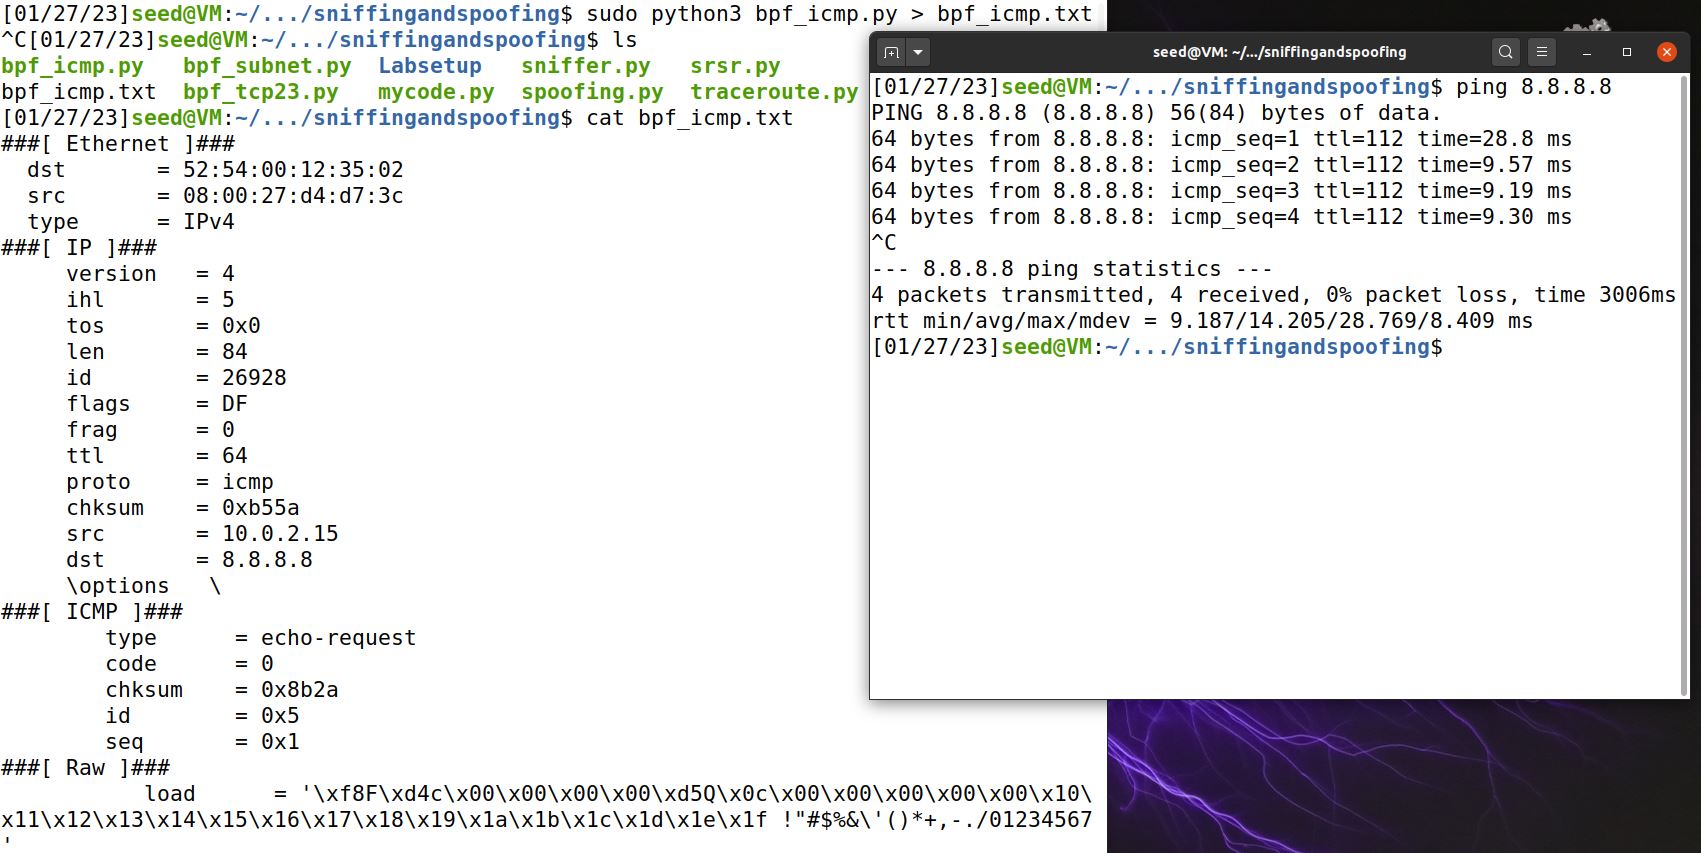 [01/27/23]seed@VM:~/.../sniffingandspoofing$ sudo python3 bpf_icmp.py > bpf_icmp.txt
^C[01/27/23]seed@VM:~/.../sniffingandspoofing$ ls
bpf_icmp.py   bpf_subnet.py  Labsetup   sniffer.py   srsr.py
bpf_icmp.txt  bpf_tcp23.py   mycode.py  spoofing.py  traceroute.py
[01/27/23]seed@VM:~/.../sniffingandspoofing$ cat bpf_icmp.txt
###[ Ethernet ]###
  dst       = 52:54:00:12:35:02
  src       = 08:00:27:d4:d7:3c
  type      = IPv4
###[ IP ]###
     version   = 4
     ihl       = 5
     tos       = 0x0
     len       = 84
     id        = 26928
     flags     = DF
     frag      = 0
     ttl       = 64
     proto     = icmp
     chksum    = 0xb55a
     src       = 10.0.2.15
     dst       = 8.8.8.8
     \options   \
###[ ICMP ]###
        type      = echo-request
        code      = 0
        chksum    = 0x8b2a
        id        = 0x5
        seq       = 0x1
###[ Raw ]###
           load      = '\xf8F\xd4c\x00\x00\x00\x00\xd5Q\x0c\x00\x00\x00\x00\x00\x10\
x11\x12\x13\x14\x15\x16\x17\x18\x19\x1a\x1b\x1c\x1d\x1e\x1f !"#$%&\'()*+,-./01234567
'
seed@VM: ~/.../sniffingandspoofing
[01/27/23]seed@VM:~/.../sniffingandspoofing$ ping 8.8.8.8
PING 8.8.8.8 (8.8.8.8) 56(84) bytes of data.
64 bytes from 8.8.8.8: icmp_seq=1 ttl=112 time=28.8 ms
64 bytes from 8.8.8.8: icmp_seq=2 ttl=112 time=9.57 ms
64 bytes from 8.8.8.8: icmp_seq=3 ttl=112 time=9.19 ms
64 bytes from 8.8.8.8: icmp_seq=4 ttl=112 time=9.30 ms
^C
--- 8.8.8.8 ping statistics ---
4 packets transmitted, 4 received, 0% packet loss, time 3006ms
rtt min/avg/max/mdev = 9.187/14.205/28.769/8.409 ms
[01/27/23]seed@VM:~/.../sniffingandspoofing$